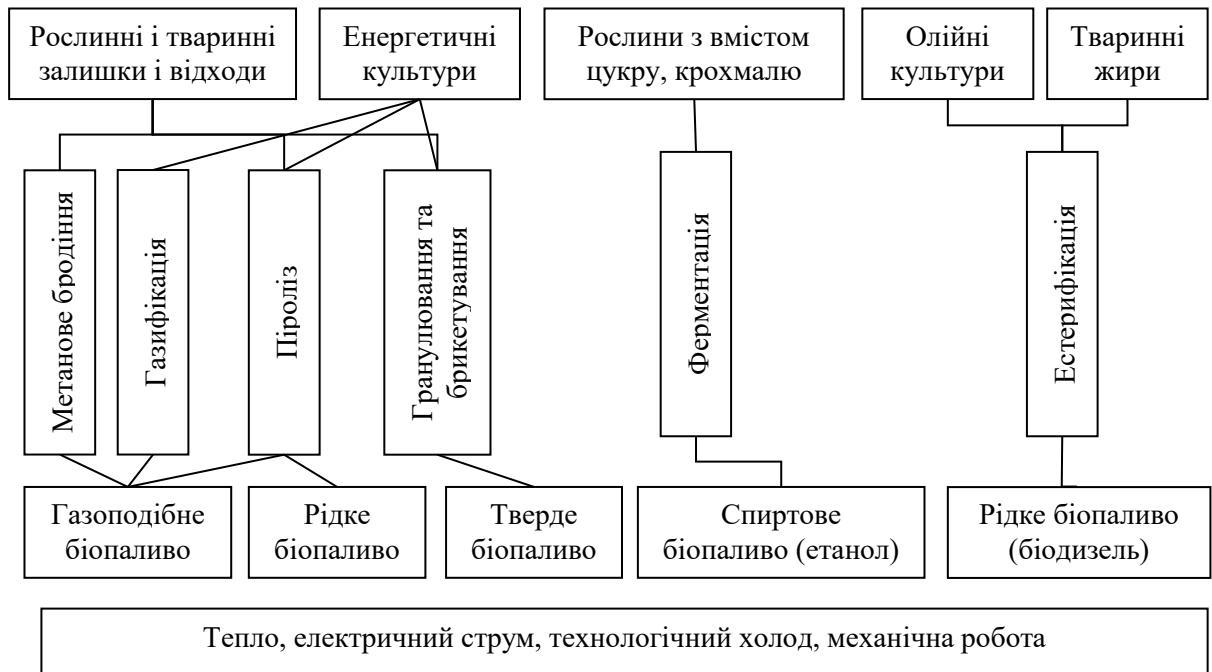 Рослинні і тваринні
залишки і відходи
Енергетичні
культури
Рослини з вмістом
цукру, крохмалю
Олійні
культури
Тваринні
жири
Метанове бродіння
Газифікація
Піроліз
Гранулювання та
брикетування
Ферментація
Естерифікація
Газоподібне
біопаливо
Рідке
біопаливо
Тверде
біопаливо
Спиртове
біопаливо (етанол)
Рідке біопаливо
(біодизель)
Тепло, електричний струм, технологічний холод, механічна робота